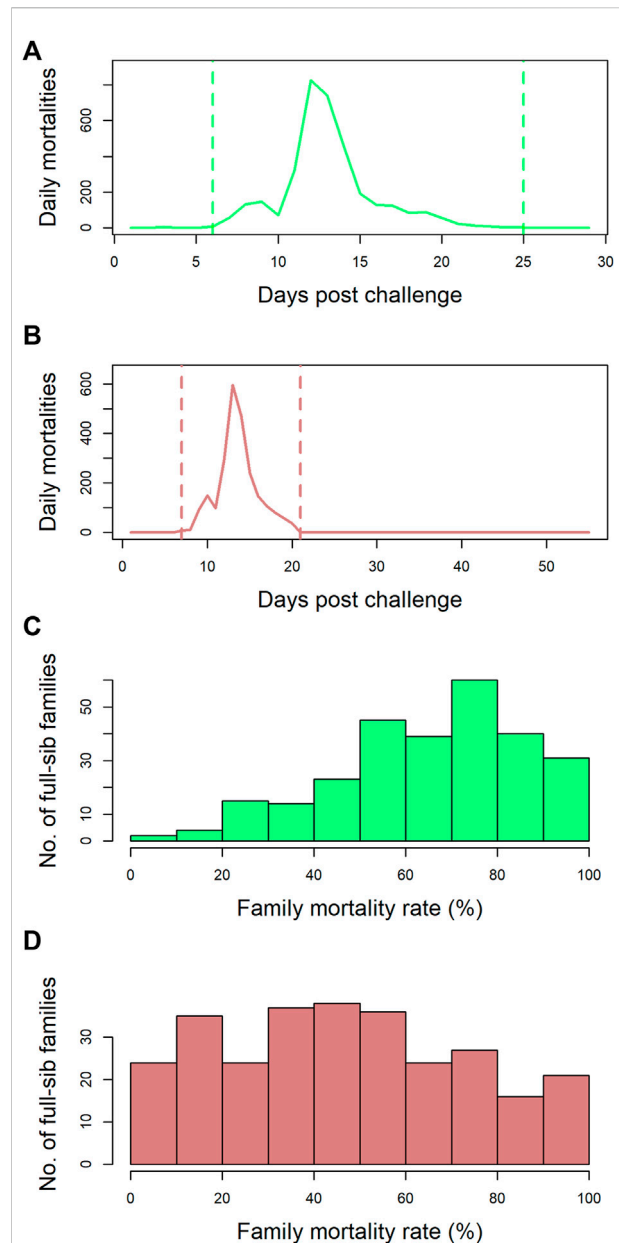 A
Daily mortalities
600
200
0
0 5 10 15 20 25 30
Days post challenge
B
Daily mortalities
600
400
200
0
0 10 20 30 40 50
Days post challenge
C
No. of full-sib families
50
30
10
0
0 20 40 60 80 100
Family mortality rate (%)
D
No. of full-sib families
30
20
10
0
0 20 40 60 80 100
Family mortality rate (%)